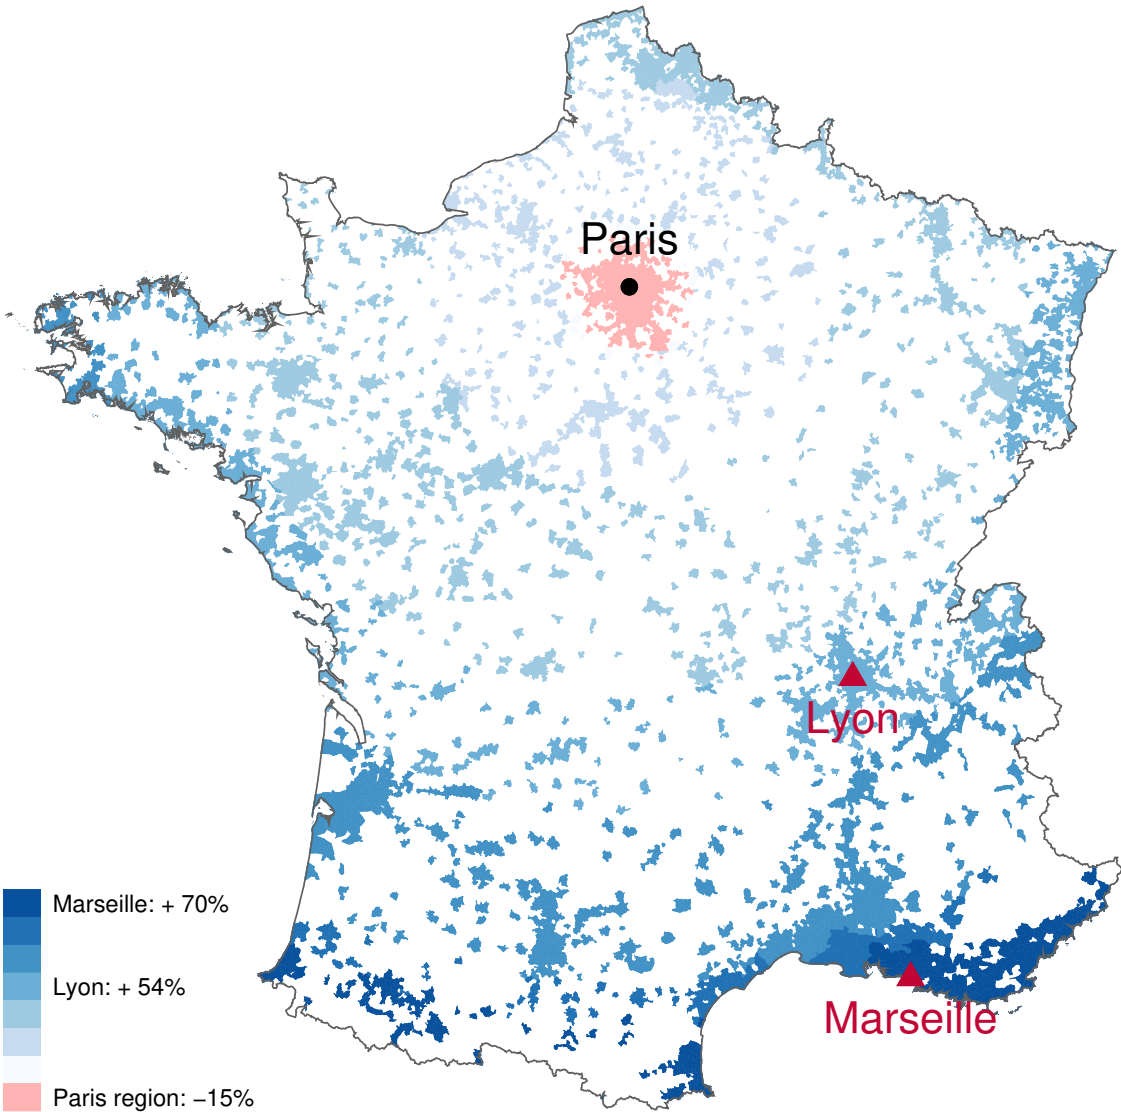 Paris
Lyon
Marseille: + 70%
Lyon: + 54%
Marseille
Paris region: −15%